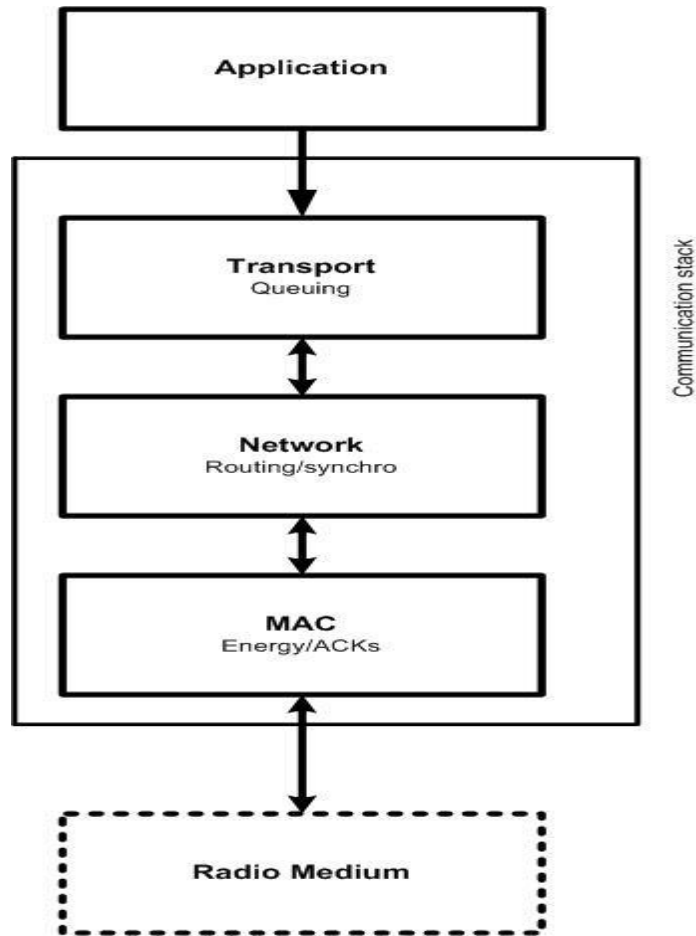 Application
Transport
Queuing
Communication stack
Network
Routing/synchro
MAC
Energy/ACKs
Radio Medium